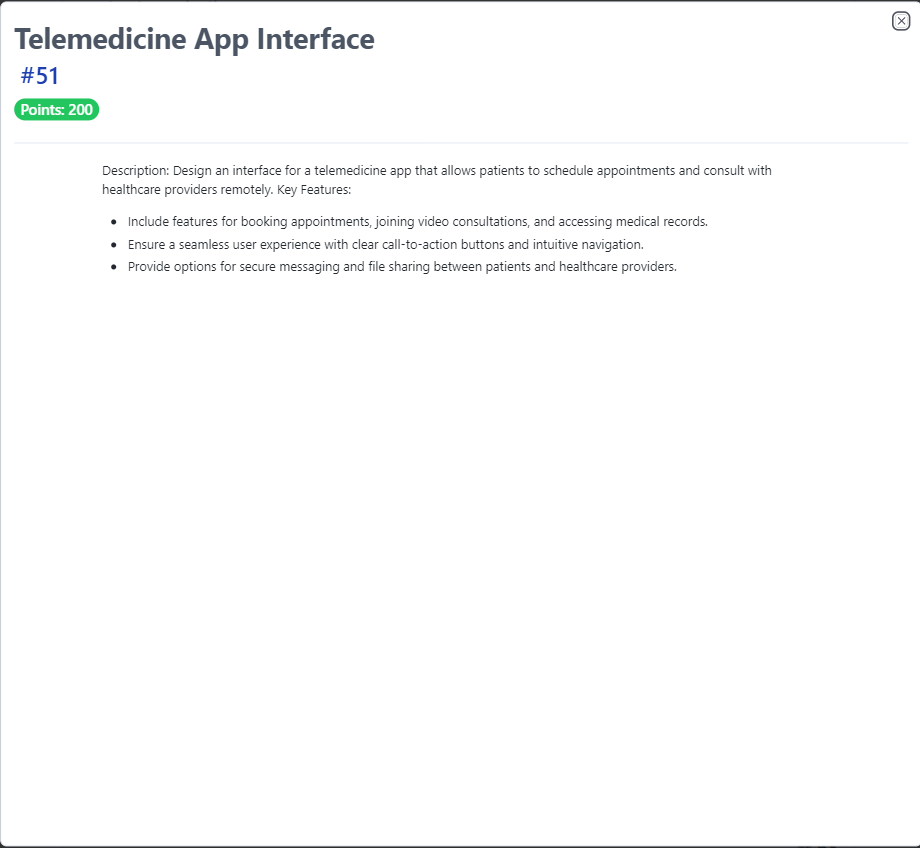 Telemedicine App Interface
#51
Points: 200
Description: Design an interface for a telemedicine app that allows patients to schedule appointments and consult with
healthcare providers remotely. Key Features:
Include features for booking appointments, joining video consultations, and accessing medical records.
Ensure a seamless user experience with clear call-to-action buttons and intuitive navigation.
Provide options for secure messaging and file sharing between patients and healthcare providers.